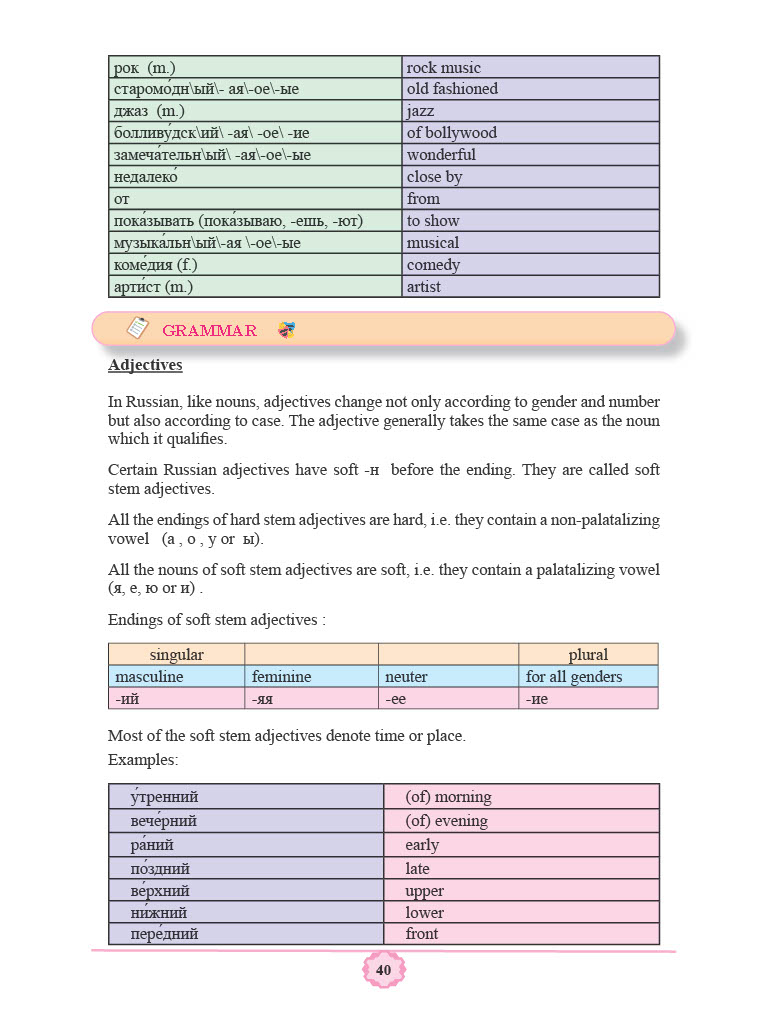 рок (m.) rock music
старомо́дн\ый\- ая\-ое\-ые old fashioned
джаз (m.) jazz
болливу́дск\ий\ -ая\ -ое\ -ие of bollywood
замеча́тельн\ый\ -ая\-ое\-ые wonderful
недалеко́ close by
от from
пока́зывать (пока́зываю, -ешь, -ют) to show
музыка́льн\ый\-ая \-ое\-ые musical
коме́дия (f.) comedy
арти́ст (m.) artist
GRAMMAR
Adjectives
In Russian, like nouns, adjectives change not only according to gender and number
but also according to case. The adjective generally takes the same case as the noun
which it qualifies.
Certain Russian adjectives have soft -н before the ending. They are called soft
stem adjectives.
All the endings of hard stem adjectives are hard, i.e. they contain a non-palatalizing
vowel (а , о , у or ы).
All the nouns of soft stem adjectives are soft, i.e. they contain a palatalizing vowel
(я, е, ю or и) .
Endings of soft stem adjectives :
singular plural
masculine feminine neuter for all genders
-ий -яя -ее -ие
Most of the soft stem adjectives denote time or place.
Examples:
у́тренний (of) morning
вече́рний (of) evening
ра́ний early
по́здний late
ве́рхний upper
ни́жний lower
пере́дний front
40